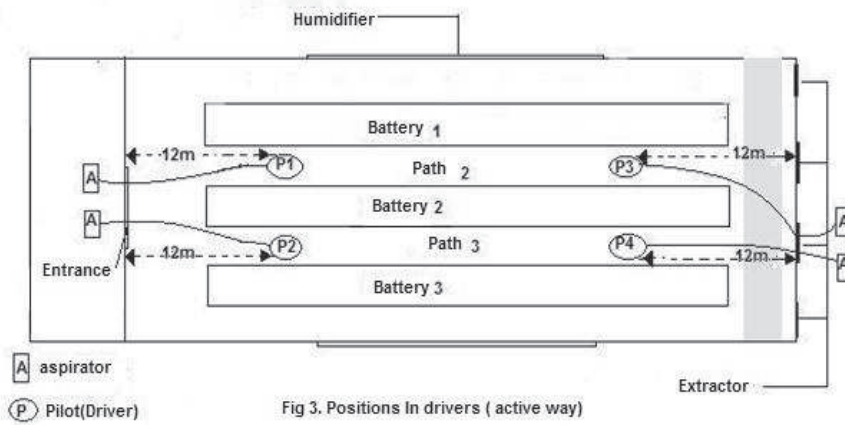 Humidifier
Battery 1
12m
P1
Path 2
P3
12m
A
Battery 2
A
A
P2
Path 3
P4
12m
12m
A
Entrance
Battery 3
A aspirator
Extractor
P Pilot(Driver)
Fig 3. Positions In drivers ( active way)